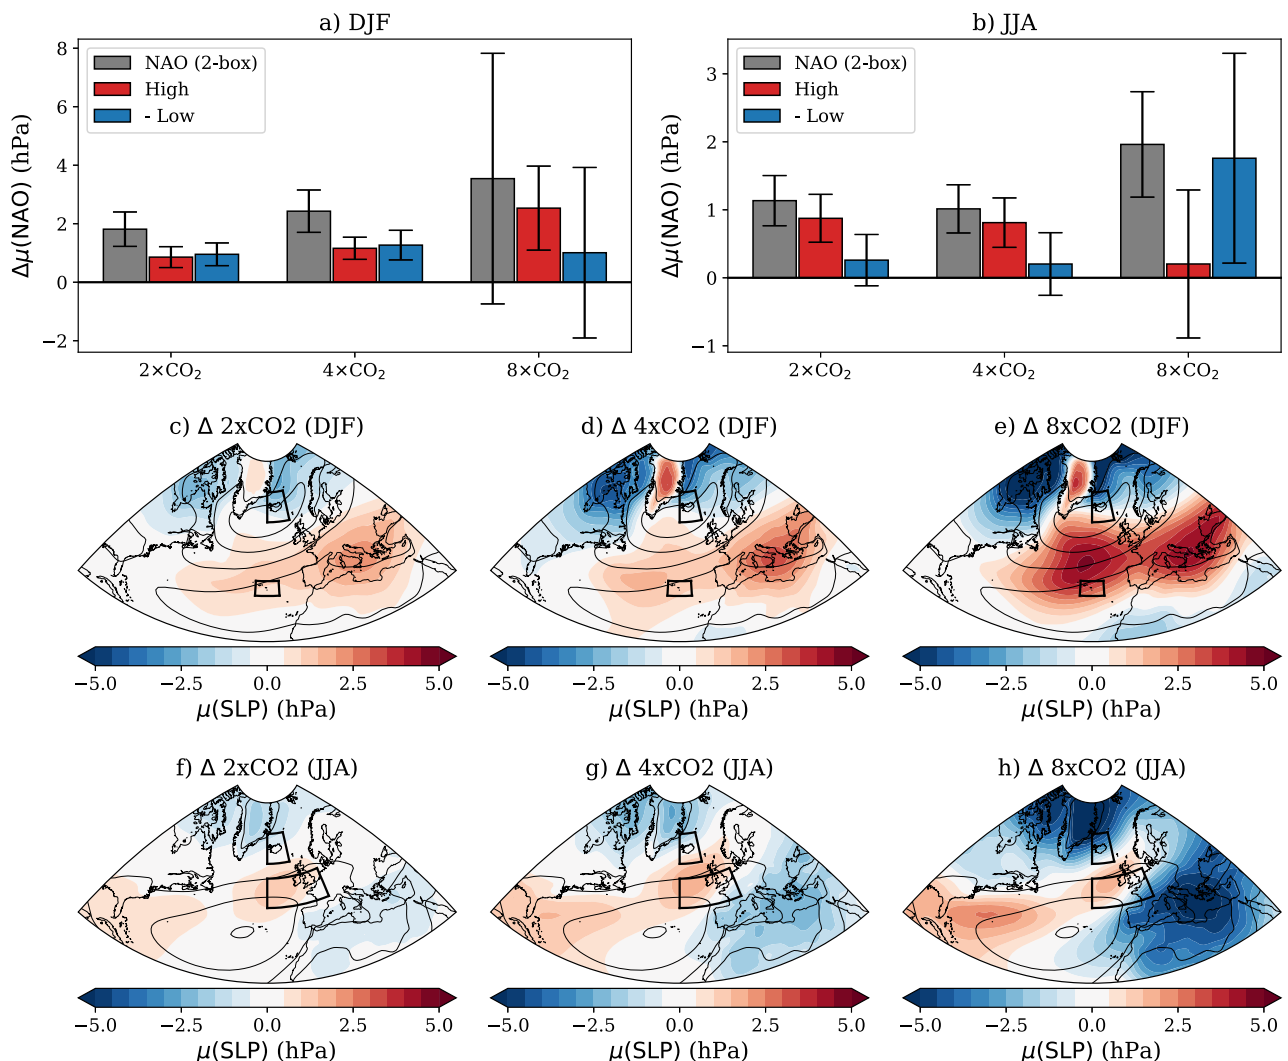 a) DJF
b) JJA
NAO (2-box)
High
- Low
Δμ(NAO) (hPa)
8
6
4
2
0
−2
2×CO₂
4×CO₂
8×CO₂
NAO (2-box)
High
- Low
Δμ(NAO) (hPa)
3
2
1
0
−1
2×CO₂
4×CO₂
8×CO₂
c) Δ 2xCO2 (DJF)
d) Δ 4xCO2 (DJF)
e) Δ 8xCO2 (DJF)
−5.0 −2.5 0.0 2.5 5.0
μ(SLP) (hPa)
−5.0 −2.5 0.0 2.5 5.0
μ(SLP) (hPa)
−5.0 −2.5 0.0 2.5 5.0
μ(SLP) (hPa)
f) Δ 2xCO2 (JJA)
g) Δ 4xCO2 (JJA)
h) Δ 8xCO2 (JJA)
−5.0 −2.5 0.0 2.5 5.0
μ(SLP) (hPa)
−5.0 −2.5 0.0 2.5 5.0
μ(SLP) (hPa)
−5.0 −2.5 0.0 2.5 5.0
μ(SLP) (hPa)